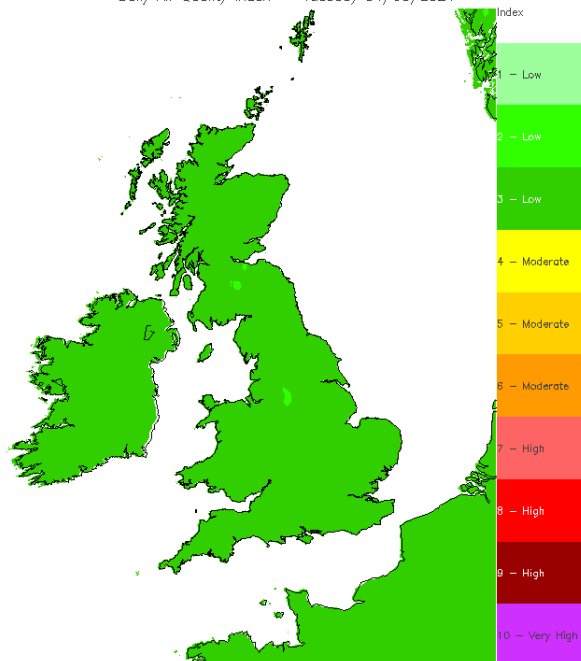 Index
1 – Low
2 – Low
3 – Low
4 – Moderate
5 – Moderate
6 – Moderate
7 – High
8 – High
9 – High
10 – Very High